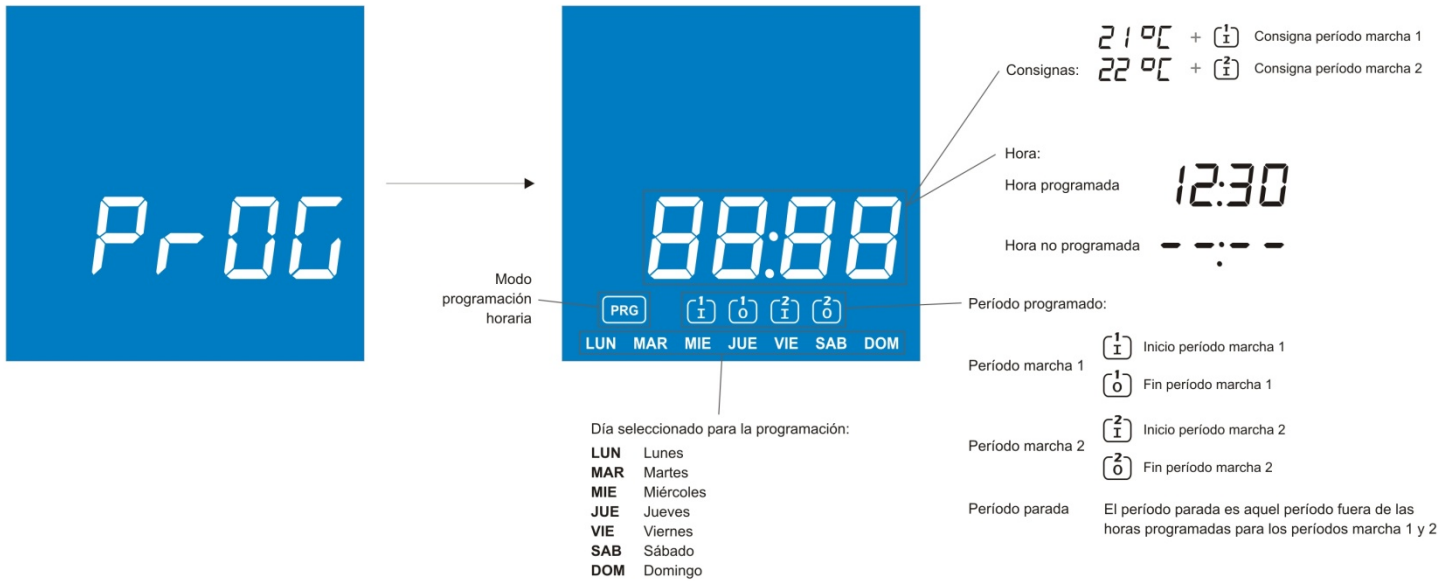 PrOG
Modo
programación
horaria
88:88
PRG
1 I
1 0
2 I
2 0
LUN MAR MIE JUE VIE SAB DOM
Día seleccionado para la programación:
LUN Lunes
MAR Martes
MIE Miércoles
JUE Jueves
VIE Viernes
SAB Sábado
DOM Domingo
Consignas:
21 ºC + 1 I Consigna período marcha 1
22 ºC + 2 I Consigna período marcha 2
Hora:
Hora programada 12:30
Hora no programada – –:– –
Período programado:
Período marcha 1
1 I Inicio período marcha 1
1 0 Fin período marcha 1
Período marcha 2
2 I Inicio período marcha 2
2 0 Fin período marcha 2
Período parada El período parada es aquel período fuera de las
horas programadas para los períodos marcha 1 y 2